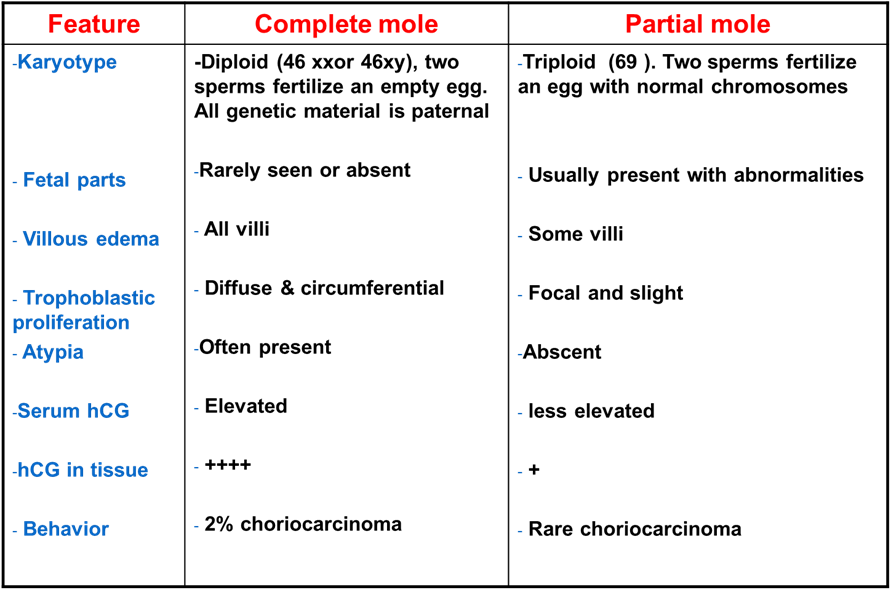 Feature
Complete mole
Partial mole
-Karyotype
-Diploid (46 xxor 46xy), two
sperms fertilize an empty egg.
All genetic material is paternal
-Triploid (69 ). Two sperms fertilize
an egg with normal chromosomes
- Fetal parts
-Rarely seen or absent
- Usually present with abnormalities
- Villous edema
- All villi
- Some villi
- Trophoblastic
proliferation
- Diffuse & circumferential
- Focal and slight
- Atypia
-Often present
-Abscent
-Serum hCG
- Elevated
- less elevated
-hCG in tissue
- ++++
- +
- Behavior
- 2% choriocarcinoma
- Rare choriocarcinoma